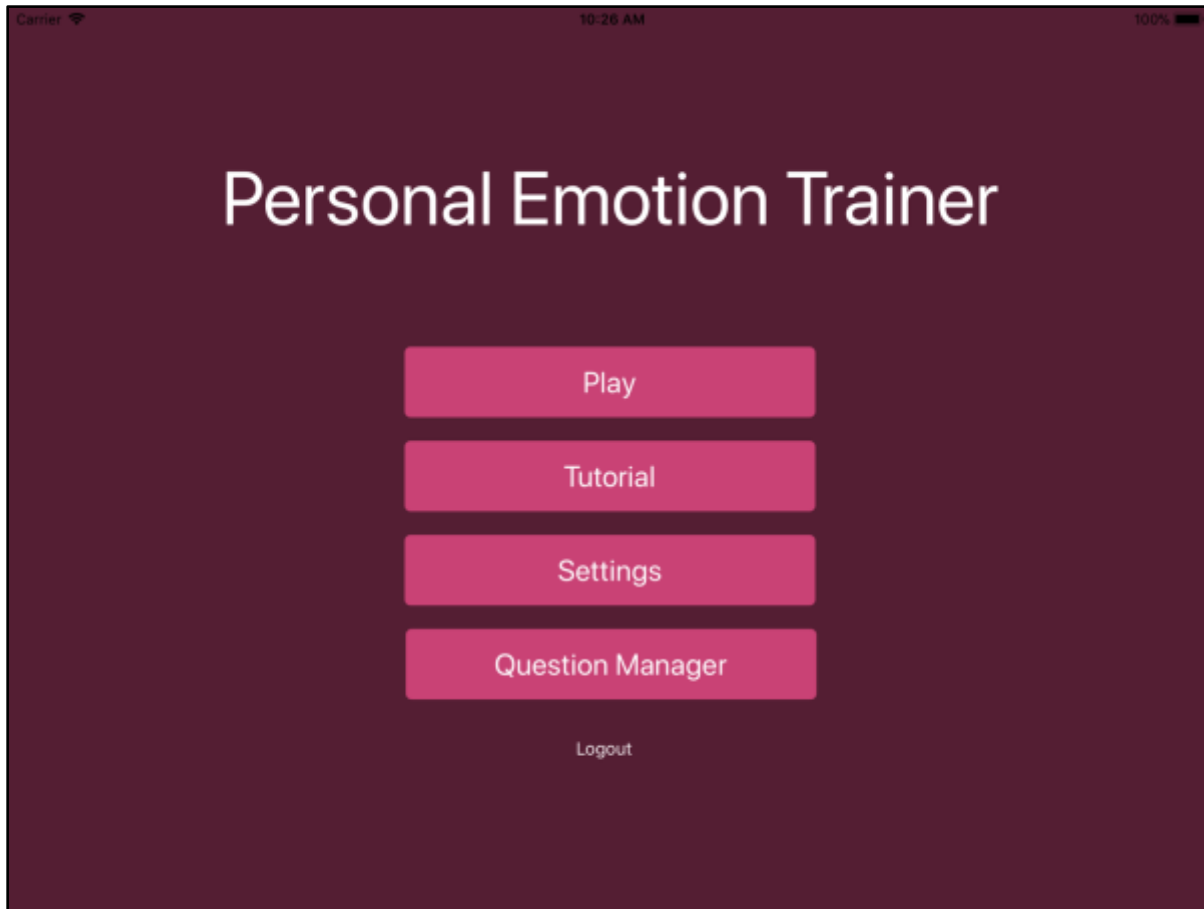 Carrier 10:26 AM 100%
Personal Emotion Trainer
Play
Tutorial
Settings
Question Manager
Logout